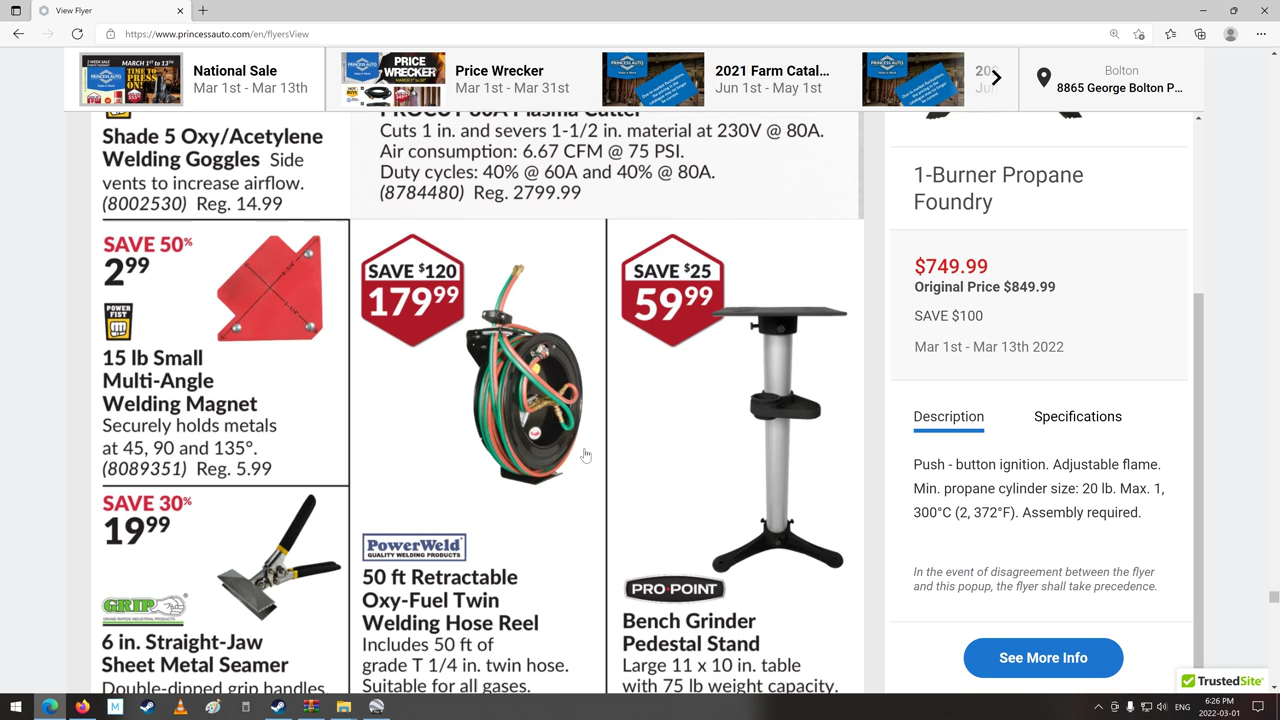 View Flyer
https://www.princessauto.com/en/flyersView
National Sale
Mar 1st - Mar 13th
Price Wrecker
Mar 1st - Mar 31st
2021 Farm Catal...
Jun 1st - May 1st
Bolton
8865 George Bolton P...
Shade 5 Oxy/Acetylene
Welding Goggles Side
vents to increase airflow.
(8002530) Reg. 14.99
PROCUT 80A Plasma Cutter
Cuts 1 in. and severs 1-1/2 in. material at 230V @ 80A.
Air consumption: 6.67 CFM @ 75 PSI.
Duty cycles: 40% @ 60A and 40% @ 80A.
(8784480) Reg. 2799.99
SAVE 50%
2.99
POWER
FIST
15 lb Small
Multi-Angle
Welding Magnet
Securely holds metals
at 45, 90 and 135°.
(8089351) Reg. 5.99
SAVE 30%
19.99
GRIP
6 in. Straight-Jaw
Sheet Metal Seamer
Double-dipped grip handles.
SAVE $120
179.99
PowerWeld
QUALITY WELDING PRODUCTS
50 ft Retractable
Oxy-Fuel Twin
Welding Hose Reel
Includes 50 ft of
grade T 1/4 in. twin hose.
Suitable for all gases.
SAVE $25
59.99
PRO•POINT
Bench Grinder
Pedestal Stand
Large 11 x 10 in. table
with 75 lb weight capacity.
1-Burner Propane
Foundry
$749.99
Original Price $849.99
SAVE $100
Mar 1st - Mar 13th 2022
Description
Specifications
Push - button ignition. Adjustable flame.
Min. propane cylinder size: 20 lb. Max. 1,
300°C (2, 372°F). Assembly required.
In the event of disagreement between the flyer
and this popup, the flyer shall take precedence.
See More Info
TrustedSite
ENG
6:26 PM
2022-03-01